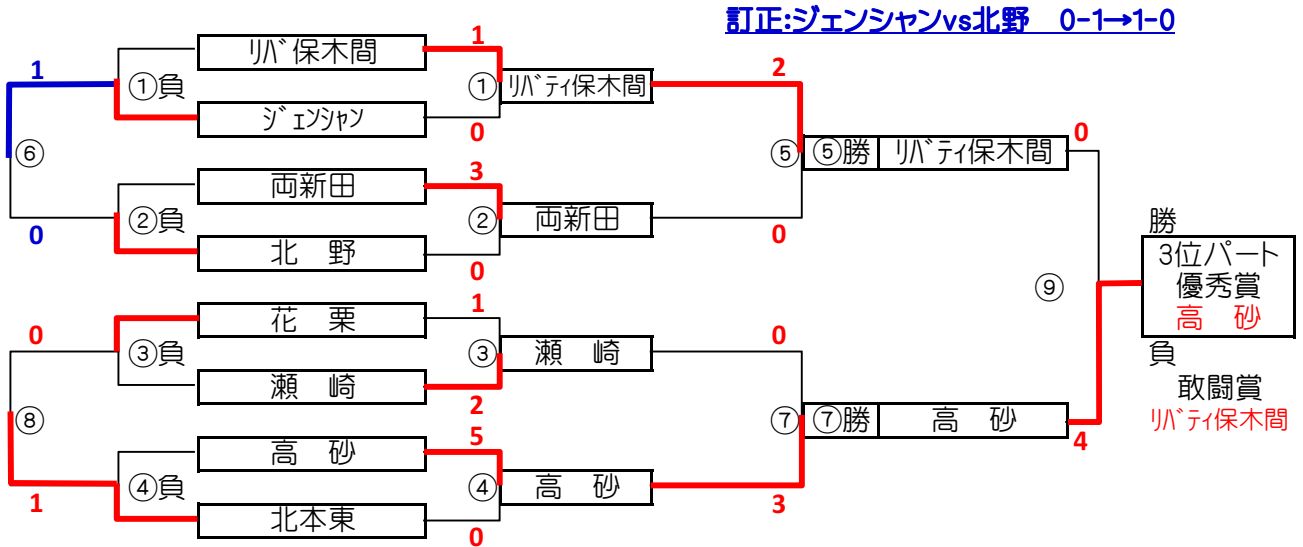 訂正:ジェンシャンvs北野　0-1→1-0
リバ保木間
1
1
①負
①
リバティ保木間
2
ジェンシャン
0
⑥
⑤
⑤勝
リバティ保木間
0
両新田
3
②負
②
両新田
0
北　野
0
0
勝
3位パート
優秀賞
高　砂
⑨
花　栗
1
0
③負
③
瀬　崎
0
負
瀬　崎
2
敢闘賞
リバティ保木間
⑧
⑦
⑦勝
高　砂
4
高　砂
5
④負
④
高　砂
3
1
北本東
0